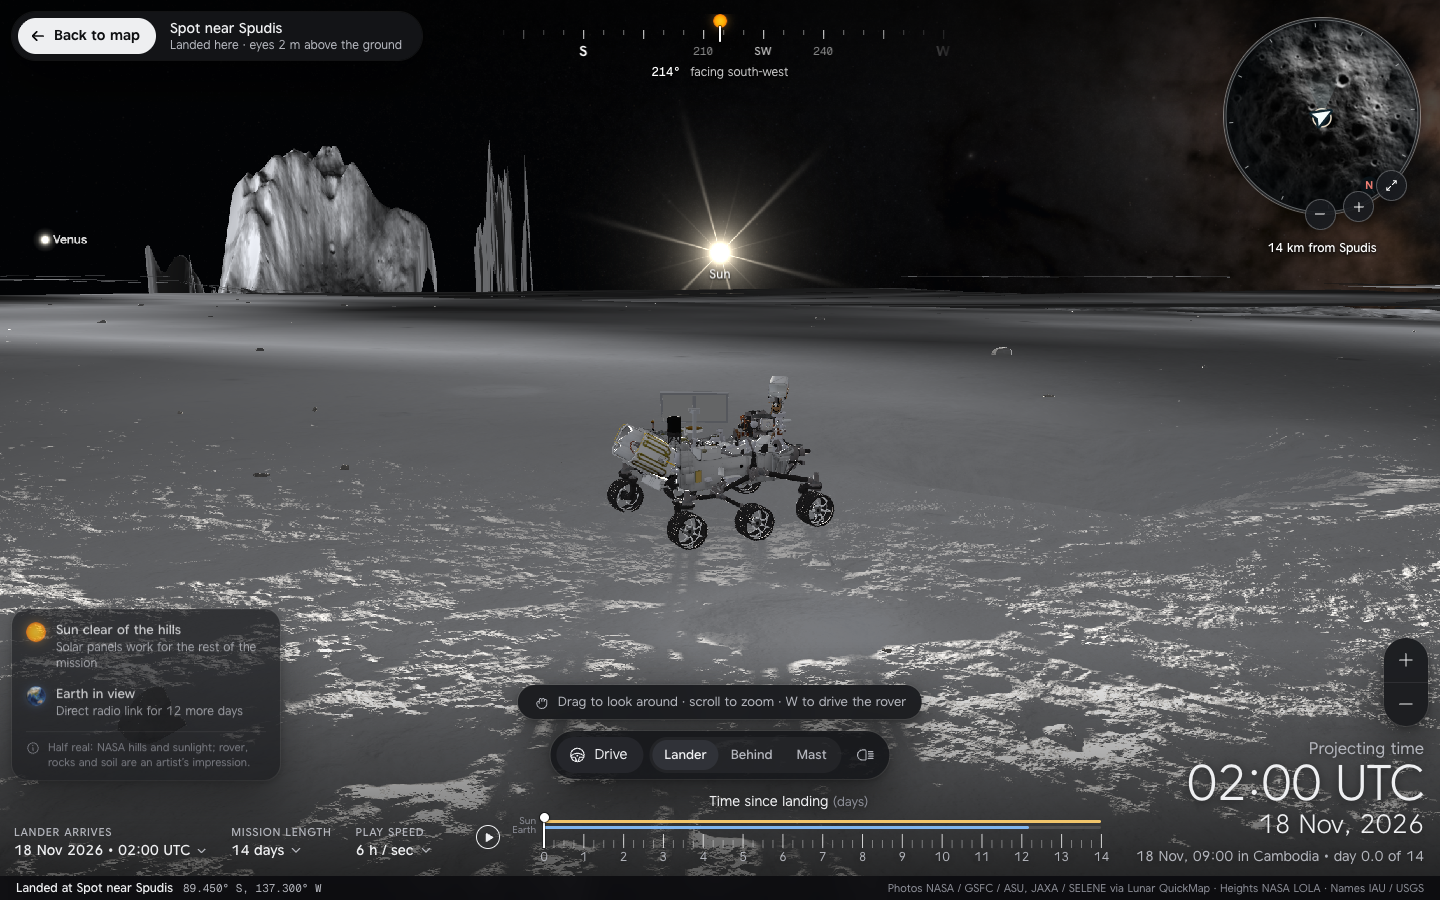 Back to map
Spot near Spudis
Landed here · eyes 2 m above the ground
S
210
SW
240
W
214° facing south-west
N
14 km from Spudis
Venus
Sun
Sun clear of the hills
Solar panels work for the rest of the
mission
Earth in view
Direct radio link for 12 more days
Half real: NASA hills and sunlight; rover,
rocks and soil are an artist's impression.
Drag to look around · scroll to zoom · W to drive the rover
Drive
Lander
Behind
Mast
Projecting time
02:00 UTC
18 Nov, 2026
18 Nov, 09:00 in Cambodia • day 0.0 of 14
LANDER ARRIVES
18 Nov 2026 • 02:00 UTC
MISSION LENGTH
14 days
PLAY SPEED
6 h / sec
Time since landing (days)
Sun
Earth
0 1 2 3 4 5 6 7 8 9 10 11 12 13 14
Landed at Spot near Spudis 89.450° S, 137.300° W
Photos NASA / GSFC / ASU, JAXA / SELENE via Lunar QuickMap · Heights NASA LOLA · Names IAU / USGS